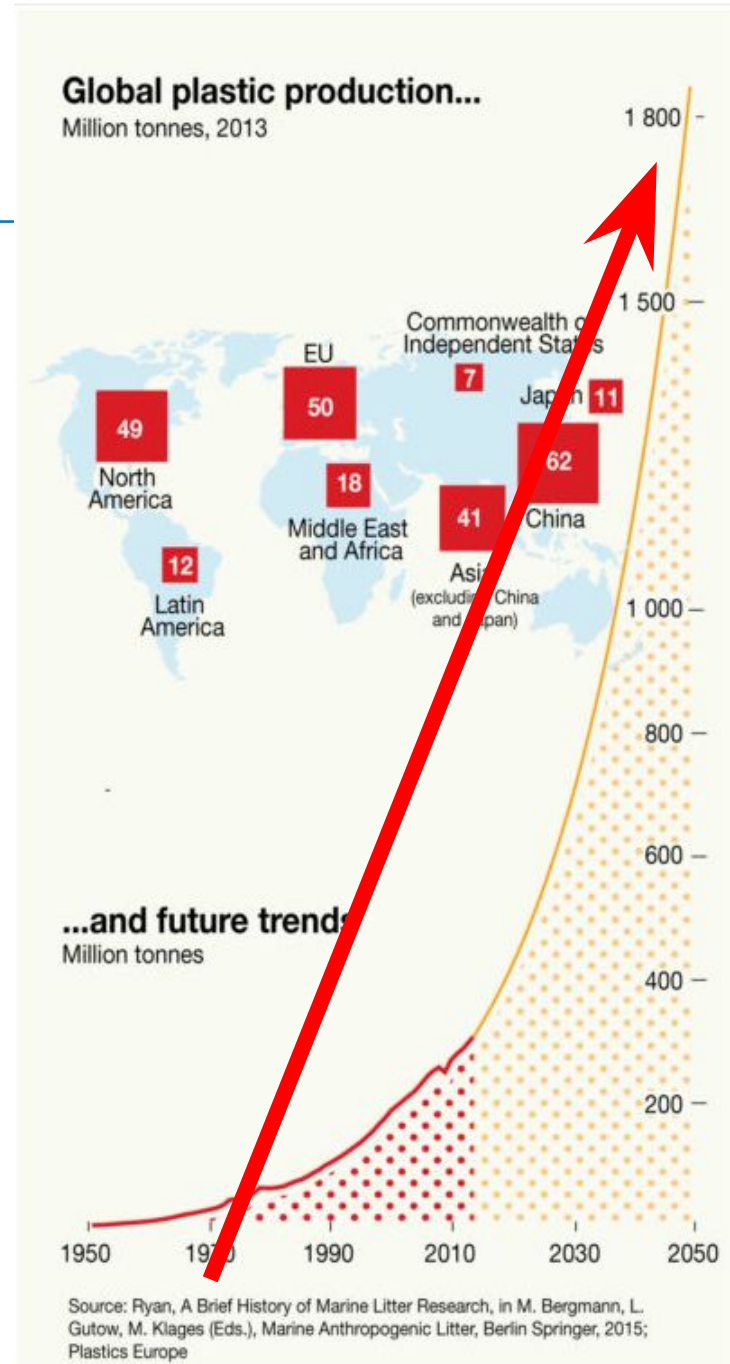 Global plastic production...
Million tonnes, 2013
1 800
1 500
Commonwealth of
Independent States
7
EU
50
Japan
11
49
North
America
62
China
18
Middle East
and Africa
41
Asia
(excluding China
and Japan)
12
Latin
America
1 000
800
600
...and future trends
Million tonnes
400
200
1950 1970 1990 2010 2030 2050
Source: Ryan, A Brief History of Marine Litter Research, in M. Bergmann, L.
Gutow, M. Klages (Eds.), Marine Anthropogenic Litter, Berlin Springer, 2015;
Plastics Europe